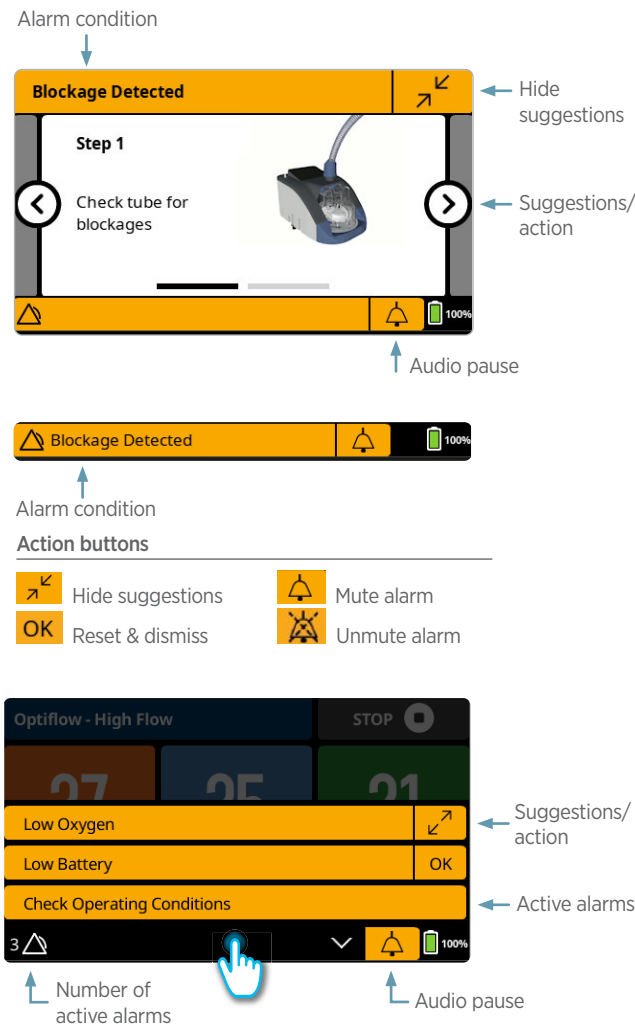 Alarm condition
Blockage Detected
Hide
suggestions
Step 1
Check tube for
blockages
Suggestions/
action
100%
Audio pause
Blockage Detected
100%
Alarm condition
Action buttons
Hide suggestions
Mute alarm
OK
Reset & dismiss
Unmute alarm
Optiflow - High Flow
STOP
27
25
21
Low Oxygen
Suggestions/
action
Low Battery
OK
Check Operating Conditions
Active alarms
3
100%
Number of
active alarms
Audio pause